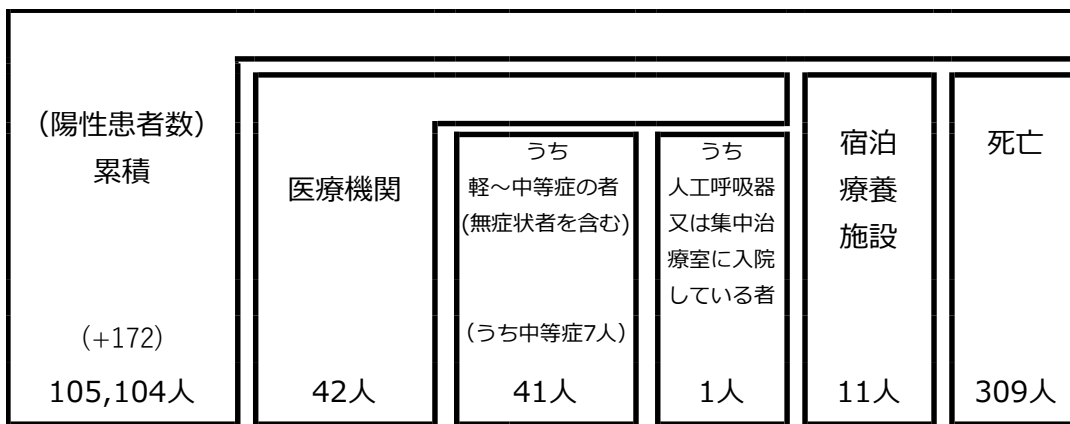 (陽性患者数)
累積
(+172)
105,104人
医療機関
42人
うち
軽~中等症の者
(無症状者を含む)
(うち中等症7人)
41人
うち
人工呼吸器
又は集中治
療室に入院
している者
1人
宿泊
療養
施設
11人
死亡
309人